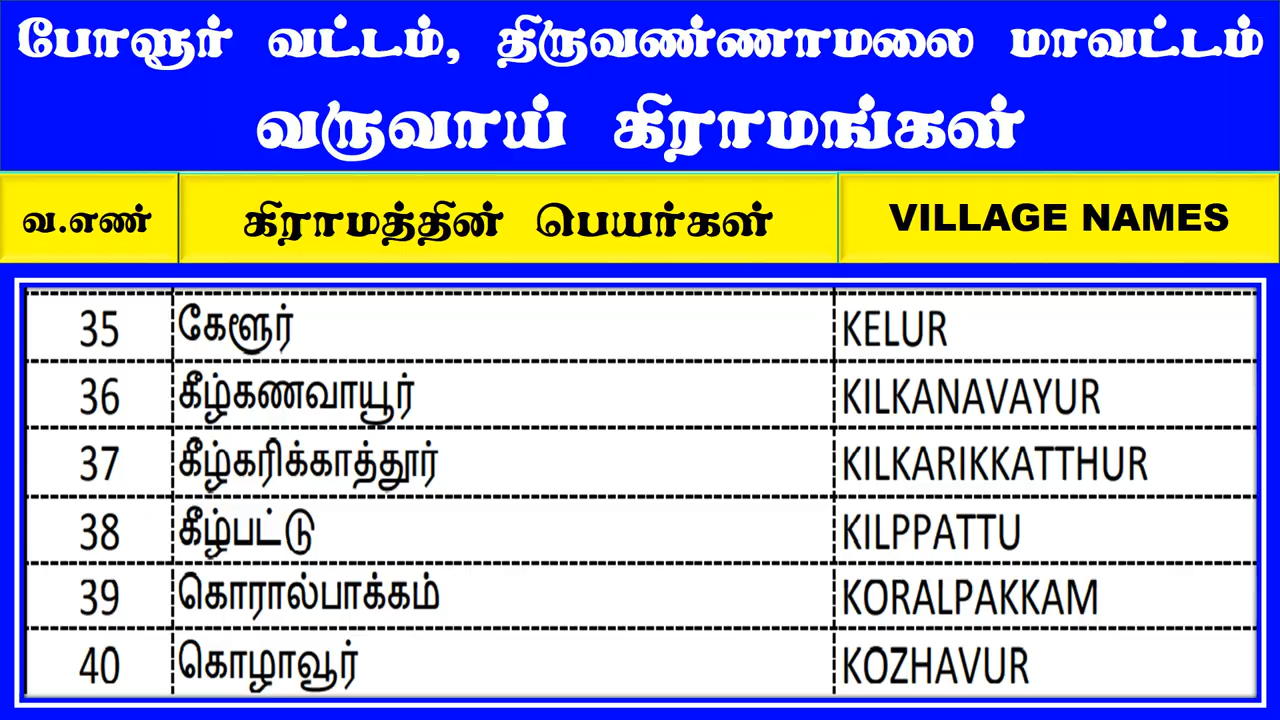 போளூர் வட்டம், திருவண்ணாமலை மாவட்டம்
வருவாய் கிராமங்கள்
வ.எண் கிராமத்தின் பெயர்கள் VILLAGE NAMES
35 கேளூர் KELUR
36 கீழ்கணவாயூர் KILKANAVAYUR
37 கீழ்கரிக்காத்தூர் KILKARIKKATTHUR
38 கீழ்பட்டு KILPPATTU
39 கொரால்பாக்கம் KORALPAKKAM
40 கொழாவூர் KOZHAVUR